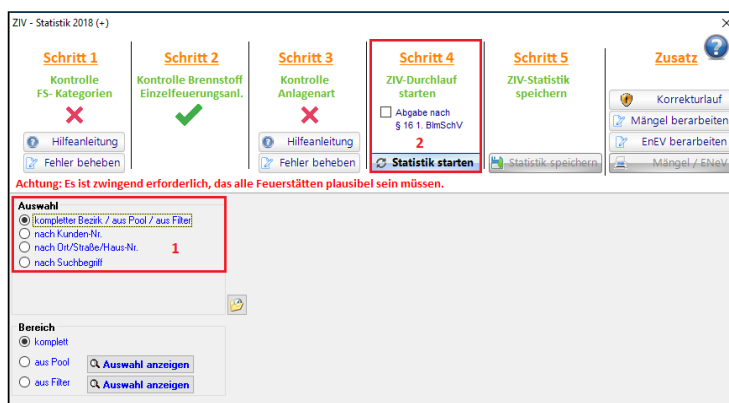 ZIV - Statistik 2018 (+)
Schritt 1
Kontrolle
FS- Kategorien
Hilfeanleitung
Fehler beheben
Schritt 2
Kontrolle Brennstoff
Einzelfeuerungsanl.
Schritt 3
Kontrolle
Anlagenart
Hilfeanleitung
Fehler beheben
Schritt 4
ZIV-Durchlauf
starten
Abgabe nach
§ 16 1. BImSchV
2
Statistik starten
Schritt 5
ZIV-Statistik
speichern
Statistik speichern
Zusatz
?
Korrekturlauf
Mängel berarbeiten
EnEV berarbeiten
Mängel / ENeV
Achtung: Es ist zwingend erforderlich, das alle Feuerstätten plausibel sein müssen.
Auswahl
kompletter Bezirk / aus Pool / aus Filter
nach Kunden-Nr.
nach Ort/Straße/Haus-Nr.
1
nach Suchbegriff
Bereich
komplett
aus Pool
Auswahl anzeigen
aus Filter
Auswahl anzeigen